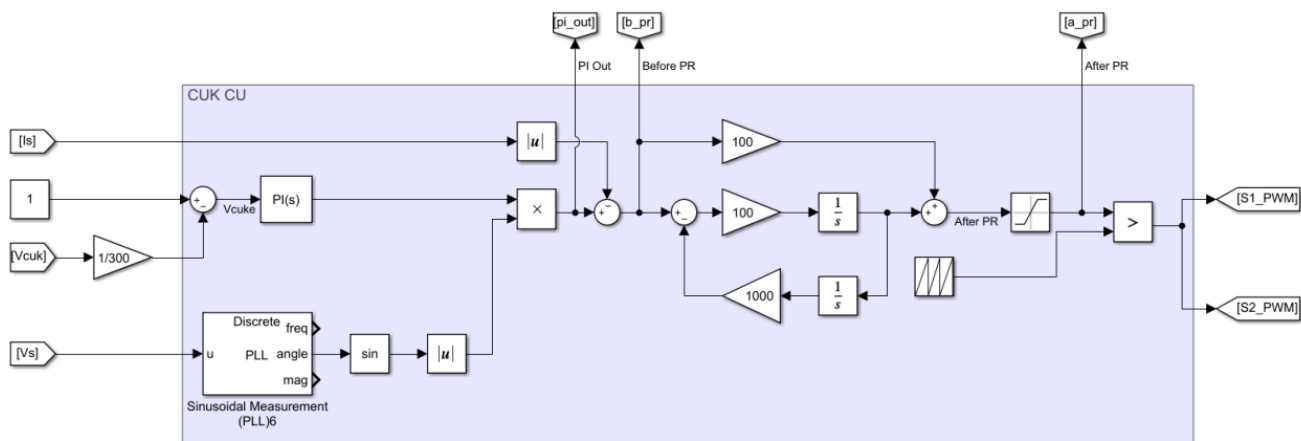 [pi_out]
[b_pr]
[a_pr]
PI Out
Before PR
After PR
CUK CU
[Is]
|u|
100
1
Vcuke
PI(s)
×
100
1
s
After PR
>
[S1_PWM]
[Vcuk]
1/300
1000
1
s
[S2_PWM]
[Vs]
Discrete
freq
u
PLL
angle
mag
sin
|u|
Sinusoidal Measurement
(PLL)6